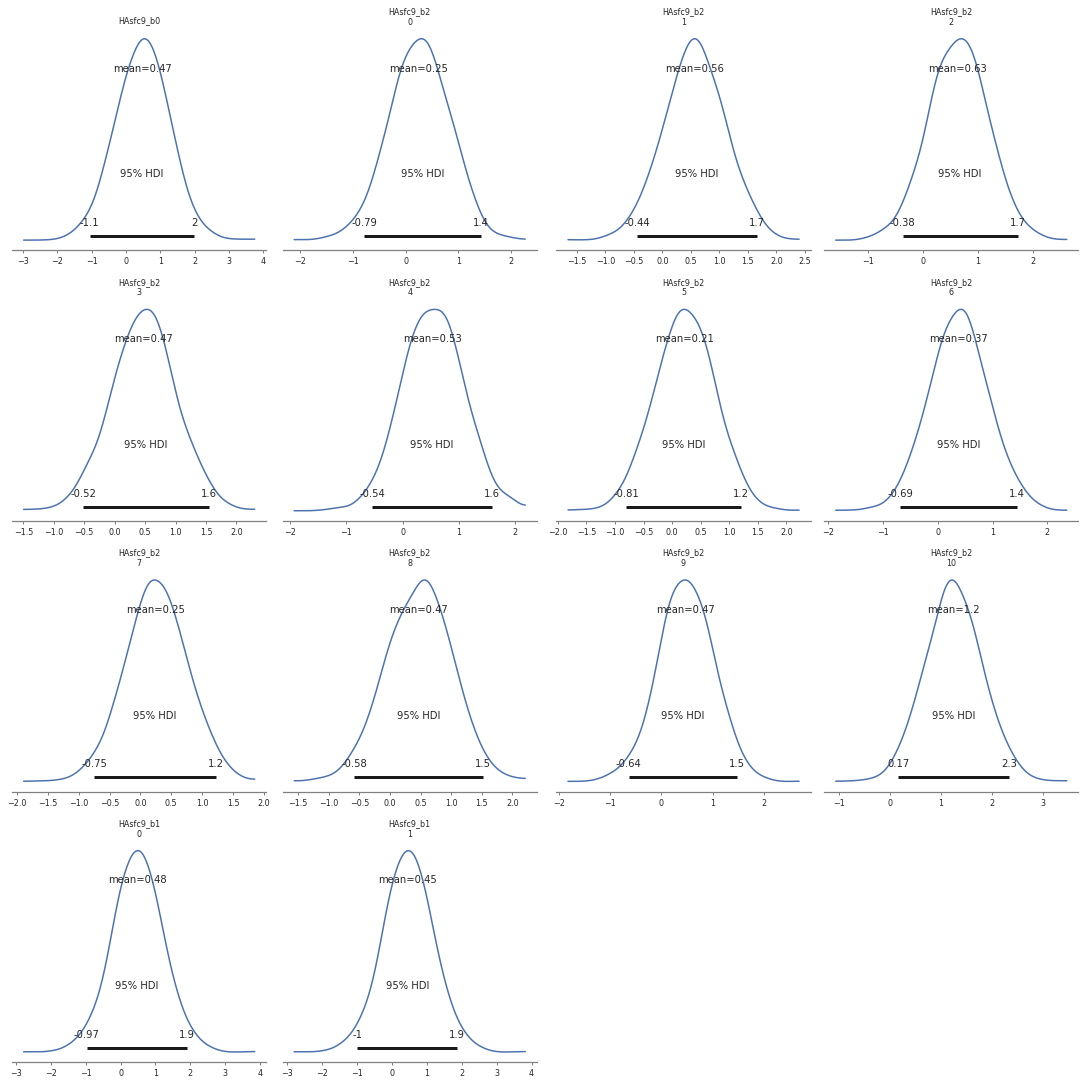 HAsfc9_b0
mean=0.47
95% HDI
-1.1 2
−3 −2 −1 0 1 2 3 4
HAsfc9_b2
0
mean=0.25
95% HDI
-0.79 1.4
−2 −1 0 1 2
HAsfc9_b2
1
mean=0.56
95% HDI
-0.44 1.7
−1.5 −1.0 −0.5 0.0 0.5 1.0 1.5 2.0 2.5
HAsfc9_b2
2
mean=0.63
95% HDI
-0.38 1.7
−1 0 1 2
HAsfc9_b2
3
mean=0.47
95% HDI
-0.52 1.6
−1.5 −1.0 −0.5 0.0 0.5 1.0 1.5 2.0
HAsfc9_b2
4
mean=0.53
95% HDI
-0.54 1.6
−2 −1 0 1 2
HAsfc9_b2
5
mean=0.21
95% HDI
-0.81 1.2
−2.0 −1.5 −1.0 −0.5 0.0 0.5 1.0 1.5 2.0
HAsfc9_b2
6
mean=0.37
95% HDI
-0.69 1.4
−2 −1 0 1 2
HAsfc9_b2
7
mean=0.25
95% HDI
-0.75 1.2
−2.0 −1.5 −1.0 −0.5 0.0 0.5 1.0 1.5 2.0
HAsfc9_b2
8
mean=0.47
95% HDI
-0.58 1.5
−1.5 −1.0 −0.5 0.0 0.5 1.0 1.5 2.0
HAsfc9_b2
9
mean=0.47
95% HDI
-0.64 1.5
−2 −1 0 1 2
HAsfc9_b2
10
mean=1.2
95% HDI
0.17 2.3
−1 0 1 2 3
HAsfc9_b1
0
mean=0.48
95% HDI
-0.97 1.9
−3 −2 −1 0 1 2 3 4
HAsfc9_b1
1
mean=0.45
95% HDI
-1 1.9
−3 −2 −1 0 1 2 3 4